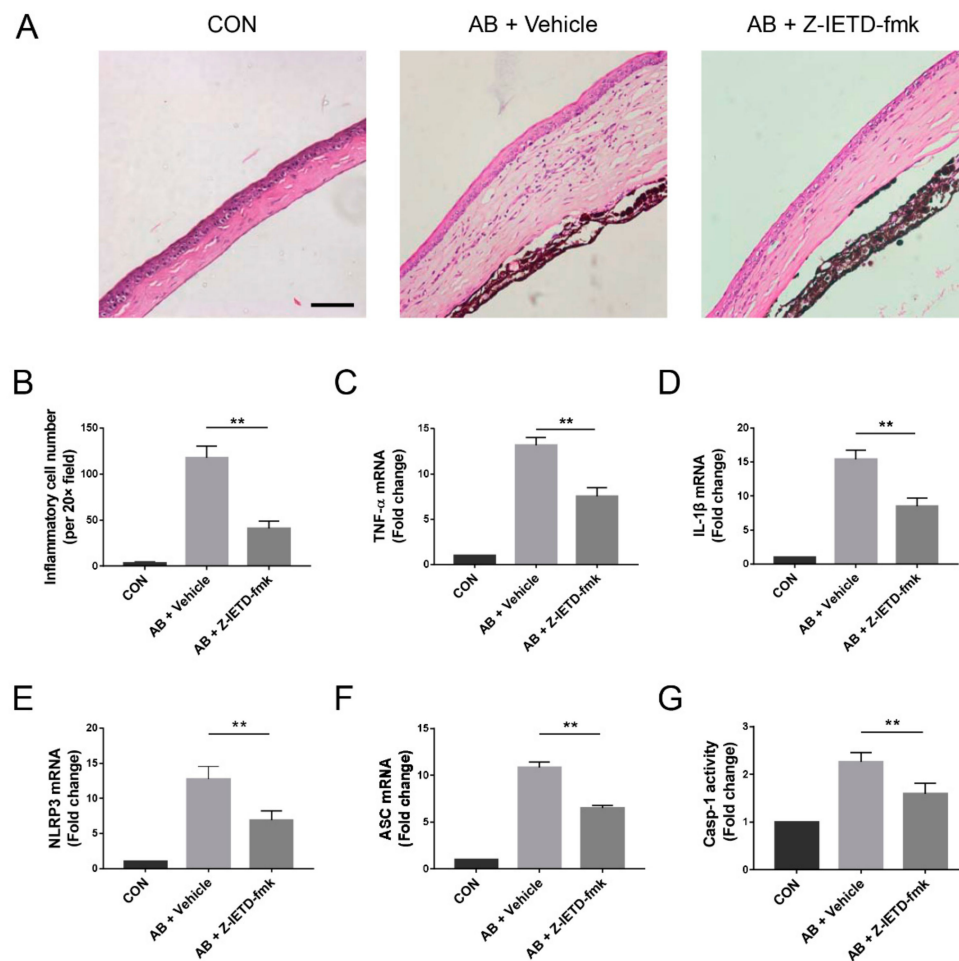 A
CON
AB + Vehicle
AB + Z-IETD-fmk
B
Inflammatory cell number
(per 20× field)
150
100
50
0
**
CON
AB + Vehicle
AB + Z-IETD-fmk
C
TNF-α mRNA
(Fold change)
15
10
5
0
**
CON
AB + Vehicle
AB + Z-IETD-fmk
D
IL-1β mRNA
(Fold change)
20
15
10
5
0
**
CON
AB + Vehicle
AB + Z-IETD-fmk
E
NLRP3 mRNA
(Fold change)
20
15
10
5
0
**
CON
AB + Vehicle
AB + Z-IETD-fmk
F
ASC mRNA
(Fold change)
15
10
5
0
**
CON
AB + Vehicle
AB + Z-IETD-fmk
G
Casp-1 activity
(Fold change)
3
2
1
0
**
CON
AB + Vehicle
AB + Z-IETD-fmk